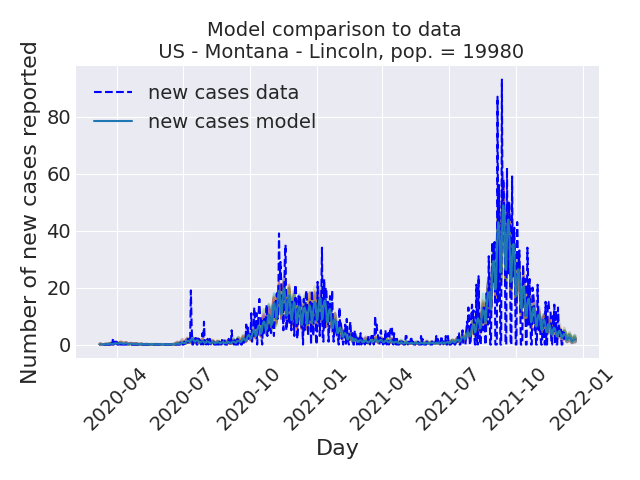 Model comparison to data
US - Montana - Lincoln, pop. = 19980
new cases data
new cases model
Number of new cases reported
80
60
40
20
0
2020-04
2020-07
2020-10
2021-01
2021-04
2021-07
2021-10
2022-01
Day